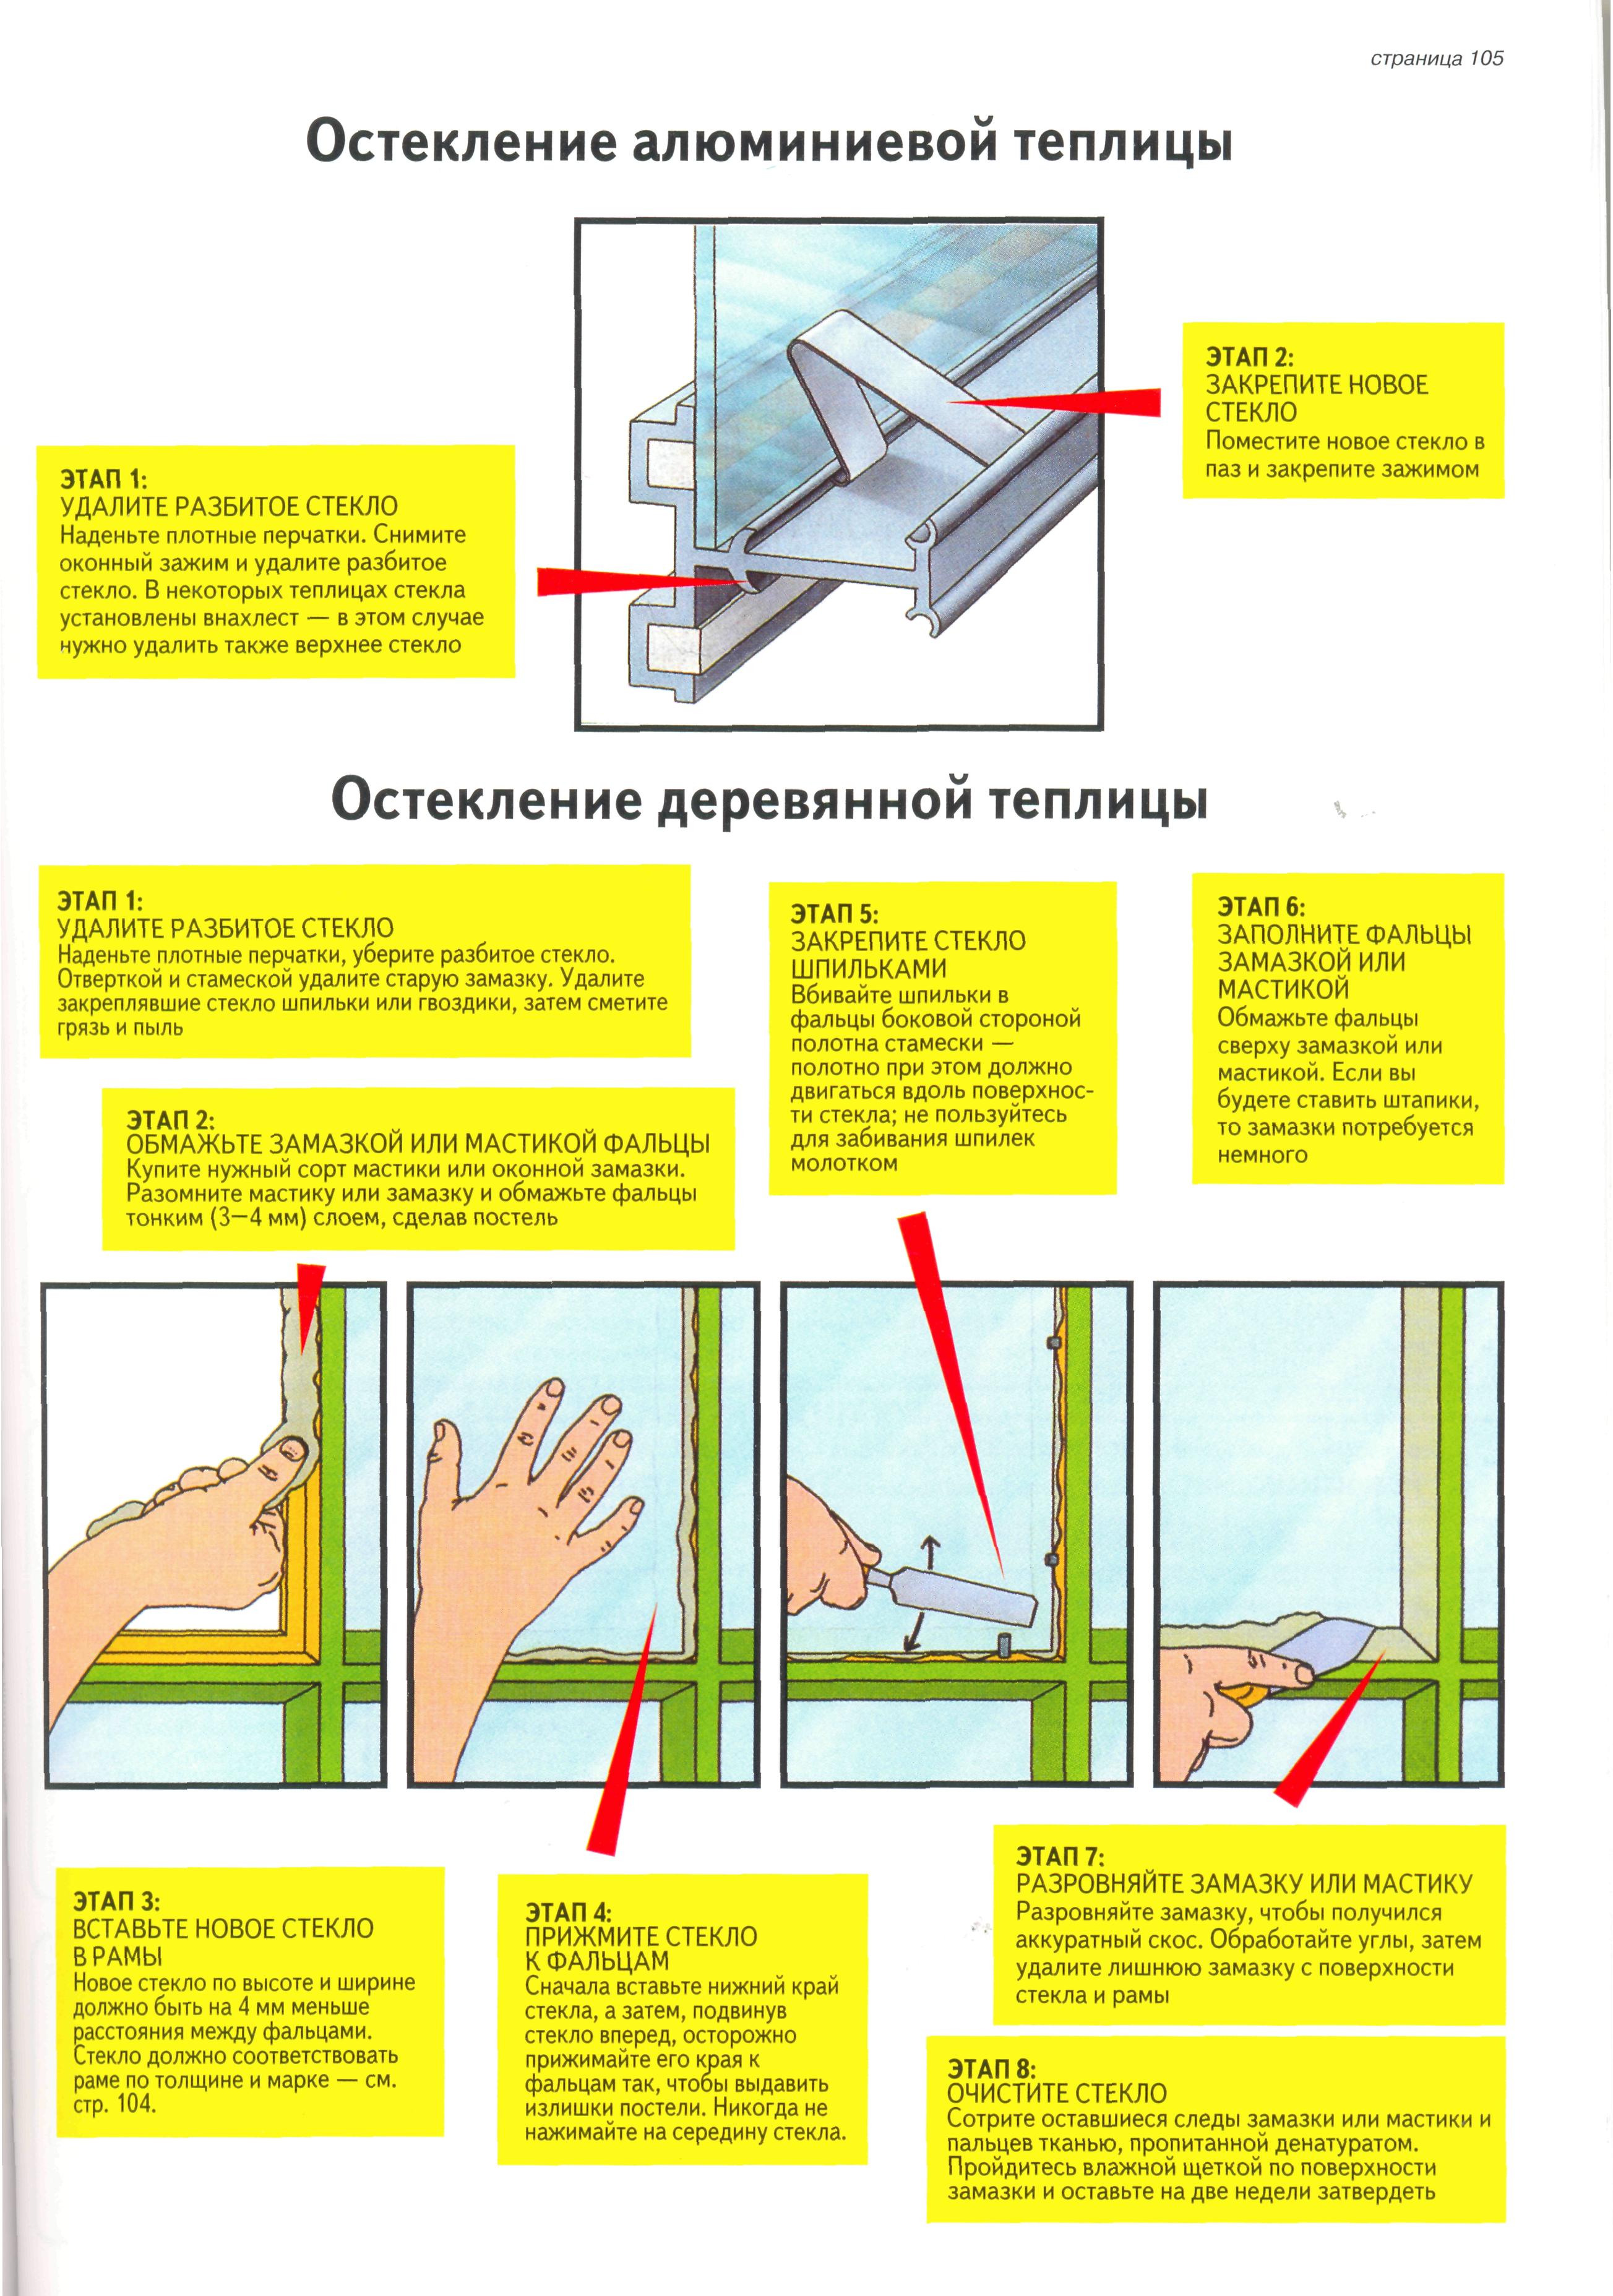 страница 105
Остекление алюминиевой теплицы
ЭТАП 2:
ЗАКРЕПИТЕ НОВОЕ
СТЕКЛО
Поместите новое стекло в
паз и закрепите зажимом
ЭТАП 1:
УДАЛИТЕ РАЗБИТОЕ СТЕКЛО
Наденьте плотные перчатки. Снимите
оконный зажим и удалите разбитое
стекло. В некоторых теплицах стекла
установлены внахлест — в этом случае
нужно удалить также верхнее стекло
Остекление деревянной теплицы
ЭТАП 1:
УДАЛИТЕ РАЗБИТОЕ СТЕКЛО
Наденьте плотные перчатки, уберите разбитое стекло.
Отверткой и стамеской удалите старую замазку. Удалите
закреплявшие стекло шпильки или гвоздики, затем сметите
грязь и пыль
ЭТАП 2:
ОБМАЖЬТЕ ЗАМАЗКОЙ ИЛИ МАСТИКОЙ ФАЛЬЦЫ
Купите нужный сорт мастики или оконной замазки.
Разомните мастику или замазку и обмажьте фальцы
тонким (3—4 мм) слоем, сделав постель
ЭТАП 5:
ЗАКРЕПИТЕ СТЕКЛО
ШПИЛЬКАМИ
Вбивайте шпильки в
фальцы боковой стороной
полотна стамески —
полотно при этом должно
двигаться вдоль поверхнос-
ти стекла; не пользуйтесь
для забивания шпилек
молотком
ЭТАП 6:
ЗАПОЛНИТЕ ФАЛЬЦЫ
ЗАМАЗКОЙ ИЛИ
МАСТИКОЙ
Обмажьте фальцы
сверху замазкой или
мастикой. Если вы
будете ставить штапики,
то замазки потребуется
немного
ЭТАП 3:
ВСТАВЬТЕ НОВОЕ СТЕКЛО
В РАМЫ
Новое стекло по высоте и ширине
должно быть на 4 мм меньше
расстояния между фальцами.
Стекло должно соответствовать
раме по толщине и марке — см.
стр. 104.
ЭТАП 4:
ПРИЖМИТЕ СТЕКЛО
К ФАЛЬЦАМ
Сначала вставьте нижний край
стекла, а затем, подвинув
стекло вперед, осторожно
прижимайте его края к
фальцам так, чтобы выдавить
излишки постели. Никогда не
нажимайте на середину стекла.
ЭТАП 7:
РАЗРОВНЯЙТЕ ЗАМАЗКУ ИЛИ МАСТИКУ
Разровняйте замазку, чтобы получился
аккуратный скос. Обработайте углы, затем
удалите лишнюю замазку с поверхности
стекла и рамы
ЭТАП 8:
ОЧИСТИТЕ СТЕКЛО
Сотрите оставшиеся следы замазки или мастики и
пальцев тканью, пропитанной денатуратом.
Пройдитесь влажной щеткой по поверхности
замазки и оставьте на две недели затвердеть